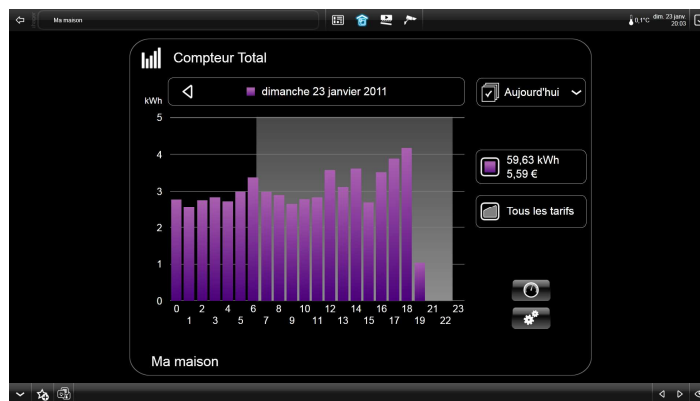 Ma maison
0,1°C
dim. 23 janv.
20:03
Compteur Total
dimanche 23 janvier 2011
Aujourd'hui
kWh
5
4
3
2
1
0
59,63 kWh
5,59 €
Tous les tarifs
0 2 4 6 8 10 12 14 16 18 21 23
1 3 5 7 9 11 13 15 17 19 22
Ma maison